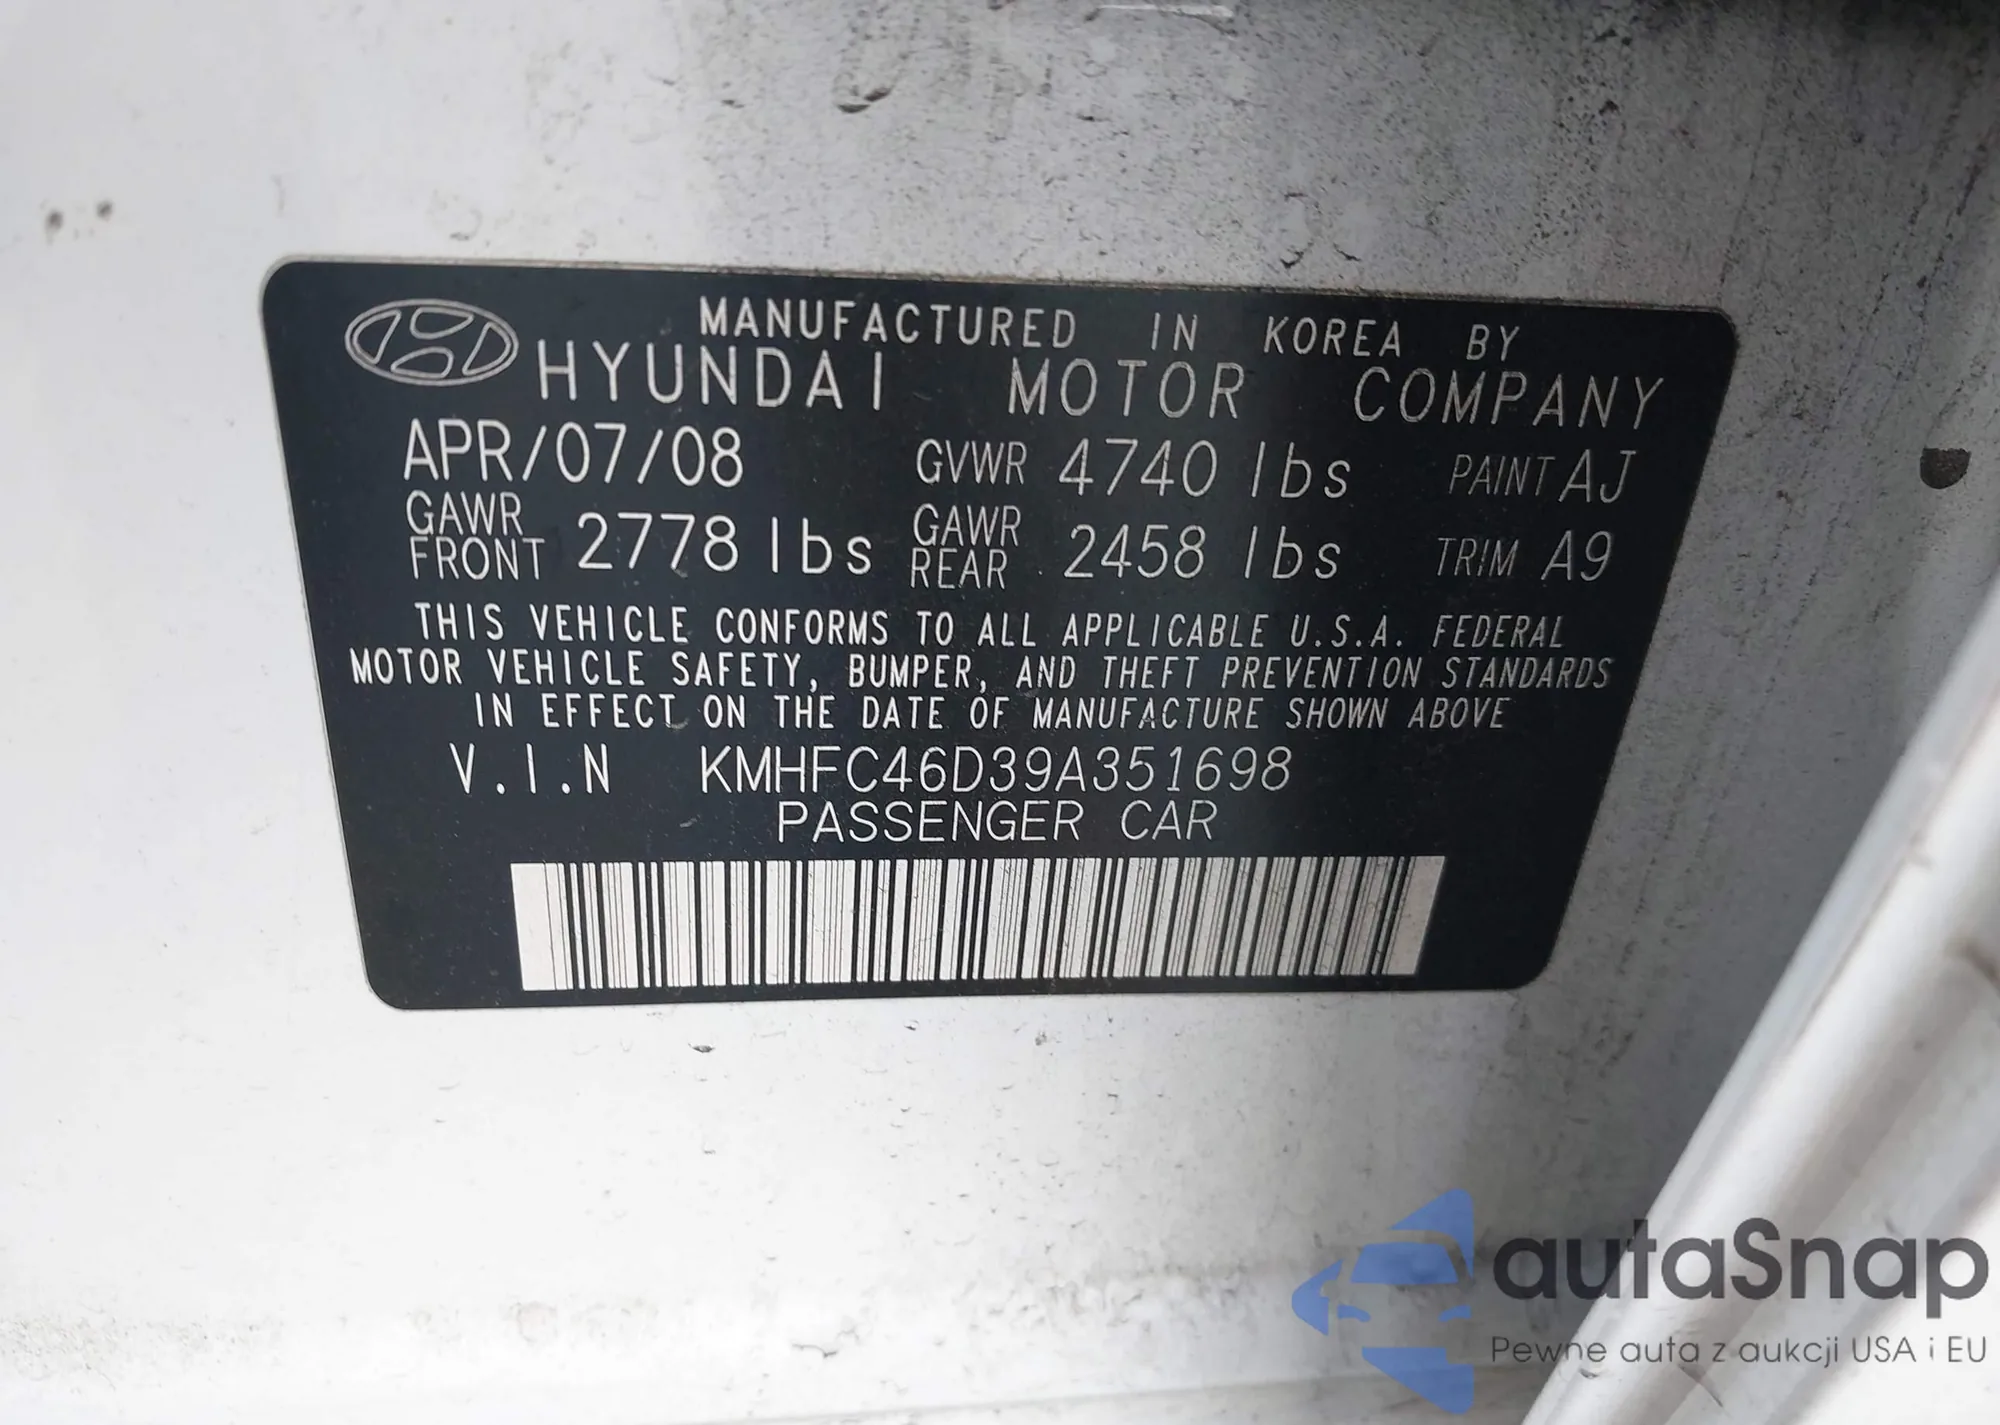 MANUFACTURED IN KOREA BY
HYUNDAI MOTOR COMPANY
APR/07/08 GVWR 4740 lbs PAINT AJ
GAWR FRONT 2778 lbs GAWR REAR 2458 lbs TRIM A9
THIS VEHICLE CONFORMS TO ALL APPLICABLE U.S.A. FEDERAL
MOTOR VEHICLE SAFETY, BUMPER, AND THEFT PREVENTION STANDARDS
IN EFFECT ON THE DATE OF MANUFACTURE SHOWN ABOVE
V.I.N KMHFC46D39A351698
PASSENGER CAR
autaSnap
Pewne auta z aukcji USA i EU